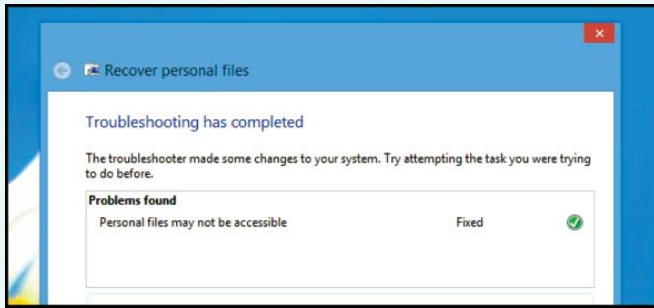 Recover personal files
Troubleshooting has completed
The troubleshooter made some changes to your system. Try attempting the task you were trying
to do before.
Problems found
Personal files may not be accessible Fixed